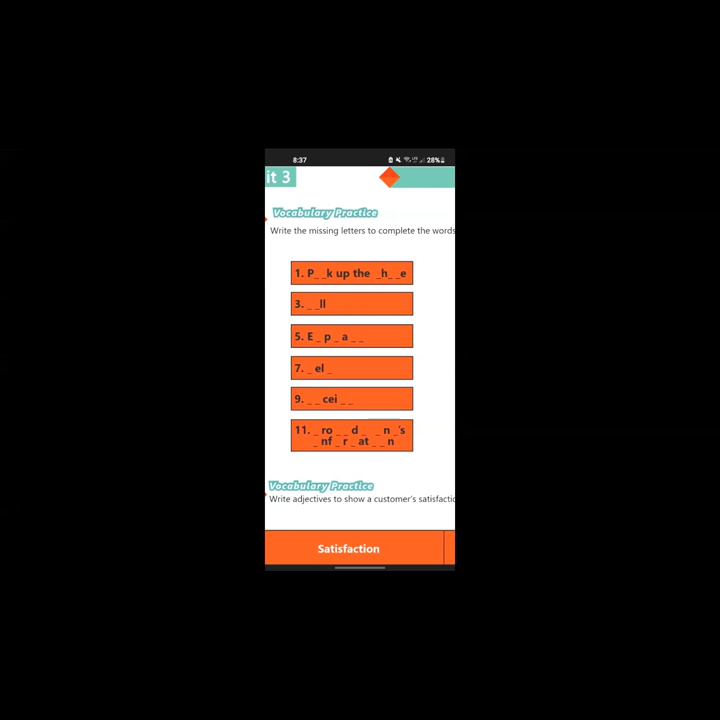 8:37
28%
it 3
Vocabulary Practice
Write the missing letters to complete the words
1. P_ _k up the _h_ _e
3. _ _ll
5. E _ p _ a _ _
7. _ el _
9. _ _ cei _ _
11. _ ro _ _ d _ _ n _'s
_ nf _ r _ at _ _ n
Vocabulary Practice
Write adjectives to show a customer's satisfactio
Satisfaction